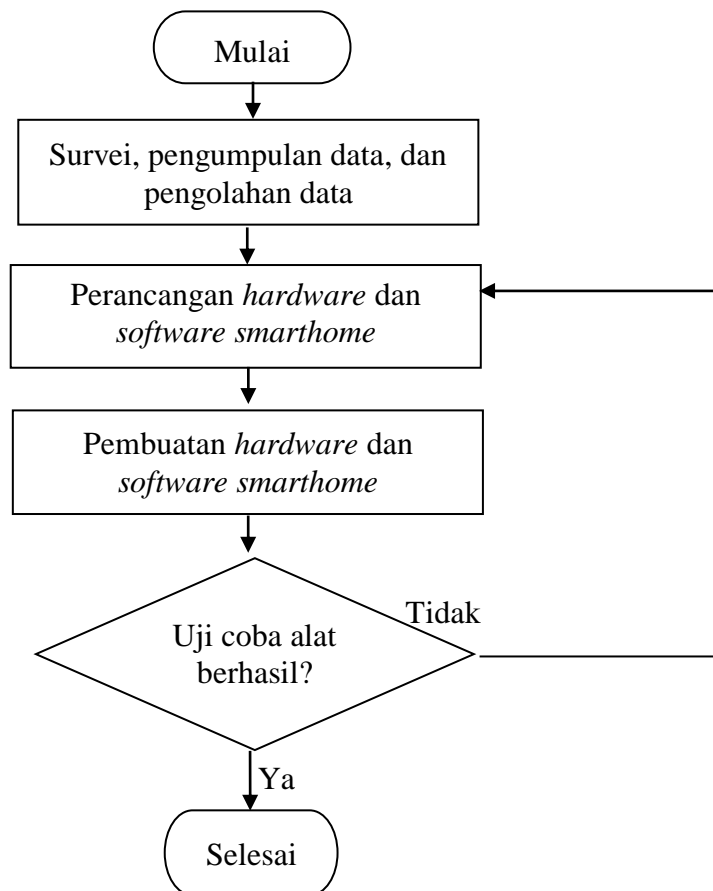 Mulai
Survei, pengumpulan data, dan
pengolahan data
Perancangan hardware dan
software smarthome
Pembuatan hardware dan
software smarthome
Tidak
Uji coba alat
berhasil?
Ya
Selesai